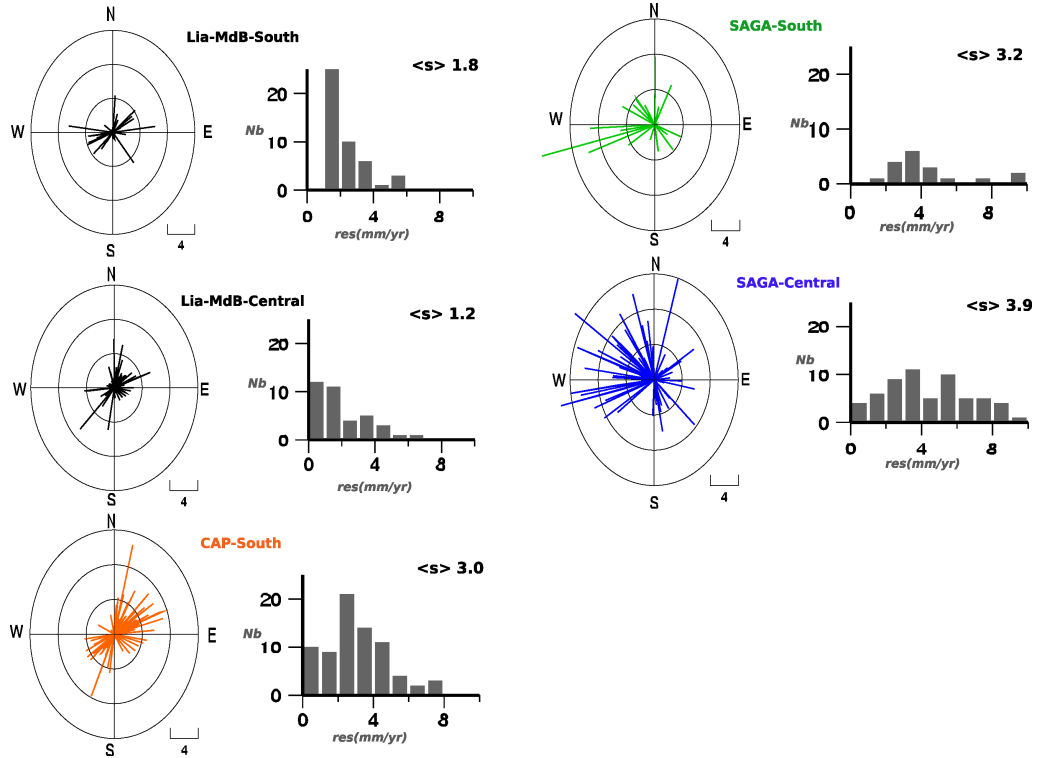 N
Lia-MdB-South
<s> 1.8
W
E
S
4
20
10
0
Nb
0
4
8
res(mm/yr)
N
SAGA-South
<s> 3.2
W
E
S
4
20
10
0
Nb
0
4
8
res(mm/yr)
N
Lia-MdB-Central
<s> 1.2
W
E
S
4
20
10
0
Nb
0
4
8
res(mm/yr)
N
SAGA-Central
<s> 3.9
W
E
S
4
20
10
0
Nb
0
4
8
res(mm/yr)
N
CAP-South
<s> 3.0
W
E
S
4
20
10
0
Nb
0
4
8
res(mm/yr)